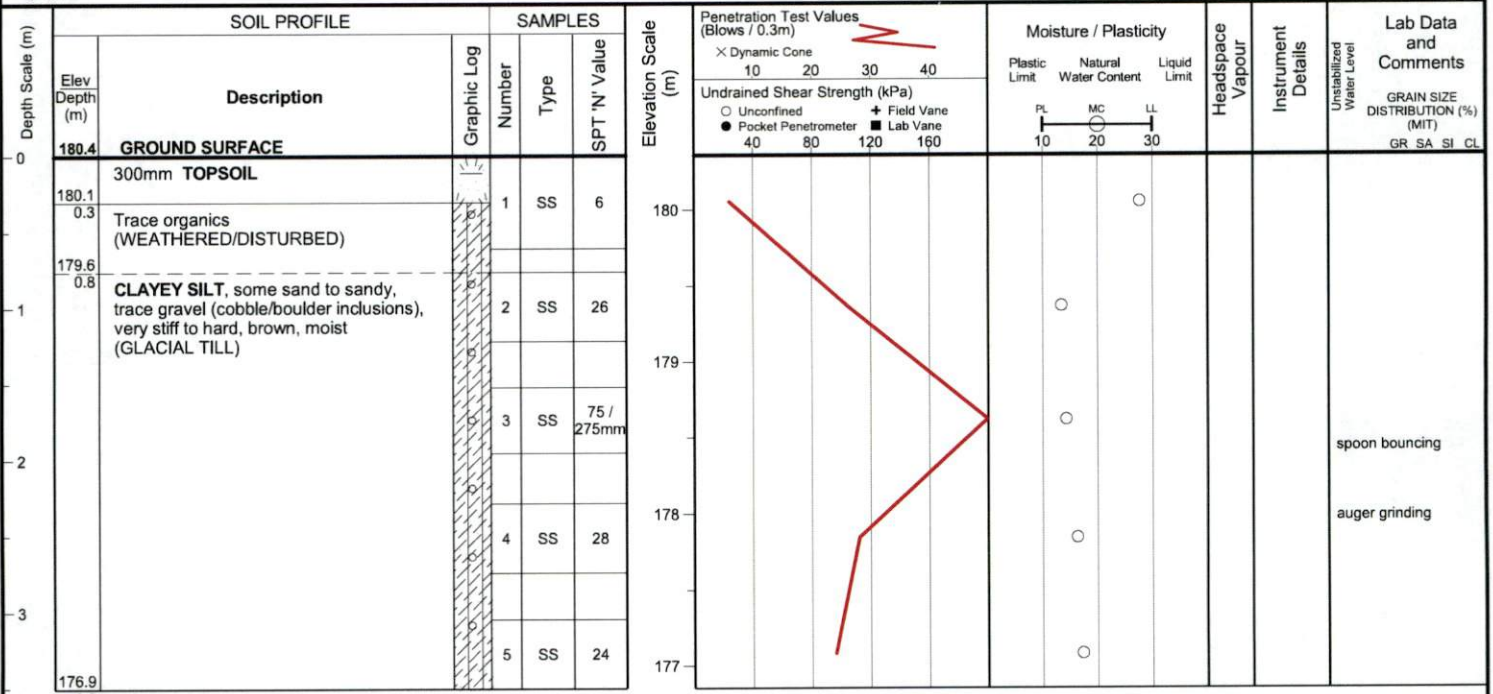 Depth Scale (m)
SOIL PROFILE
Elev
Depth
(m)
Description
Graphic Log
180.4 GROUND SURFACE
SAMPLES
Number
Type
SPT 'N' Value
Elevation Scale
(m)
Penetration Test Values
(Blows / 0.3m)
× Dynamic Cone
10 20 30 40
Undrained Shear Strength (kPa)
○ Unconfined + Field Vane
● Pocket Penetrometer ■ Lab Vane
40 80 120 160
Moisture / Plasticity
Plastic Natural Liquid
Limit Water Content Limit
PL MC LL
10 20 30
Headspace
Vapour
Instrument
Details
Unstabilized
Water Level
Lab Data
and
Comments
GRAIN SIZE
DISTRIBUTION (%)
(MIT)
GR SA SI CL
0
300mm TOPSOIL
180.1
0.3
Trace organics
(WEATHERED/DISTURBED)
1 SS 6
180
179.6
0.8
CLAYEY SILT, some sand to sandy,
trace gravel (cobble/boulder inclusions),
very stiff to hard, brown, moist
(GLACIAL TILL)
1
2 SS 26
179
3 SS 75 /
275mm
spoon bouncing
2
178
auger grinding
4 SS 28
3
5 SS 24
177
176.9